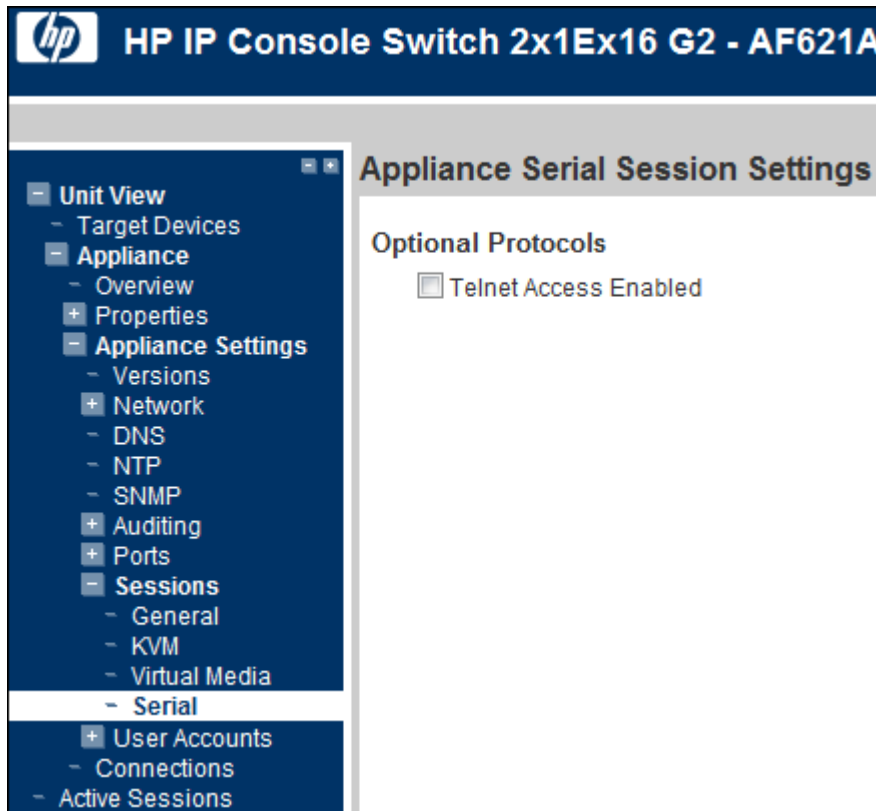 hp
HP IP Console Switch 2x1Ex16 G2 - AF621A
Unit View
Target Devices
Appliance
Overview
Properties
Appliance Settings
Versions
Network
DNS
NTP
SNMP
Auditing
Ports
Sessions
General
KVM
Virtual Media
Serial
User Accounts
Connections
Active Sessions
Appliance Serial Session Settings
Optional Protocols
Telnet Access Enabled